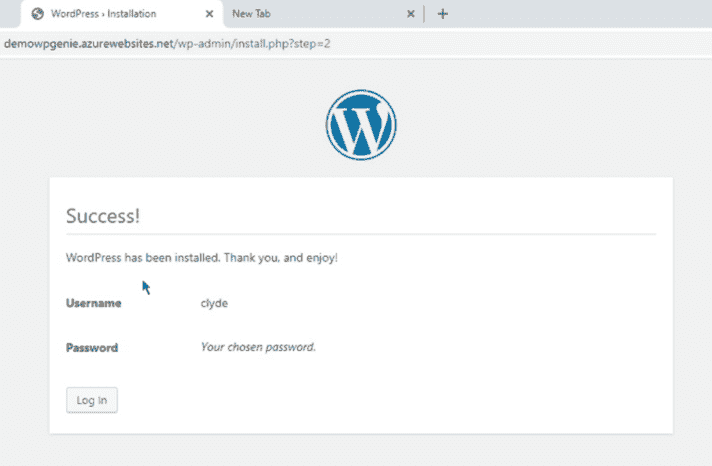 WordPress › Installation
New Tab
demowpgenie.azurewebsites.net/wp-admin/install.php?step=2
Success!
WordPress has been installed. Thank you, and enjoy!
Username clyde
Password Your chosen password.
Log In